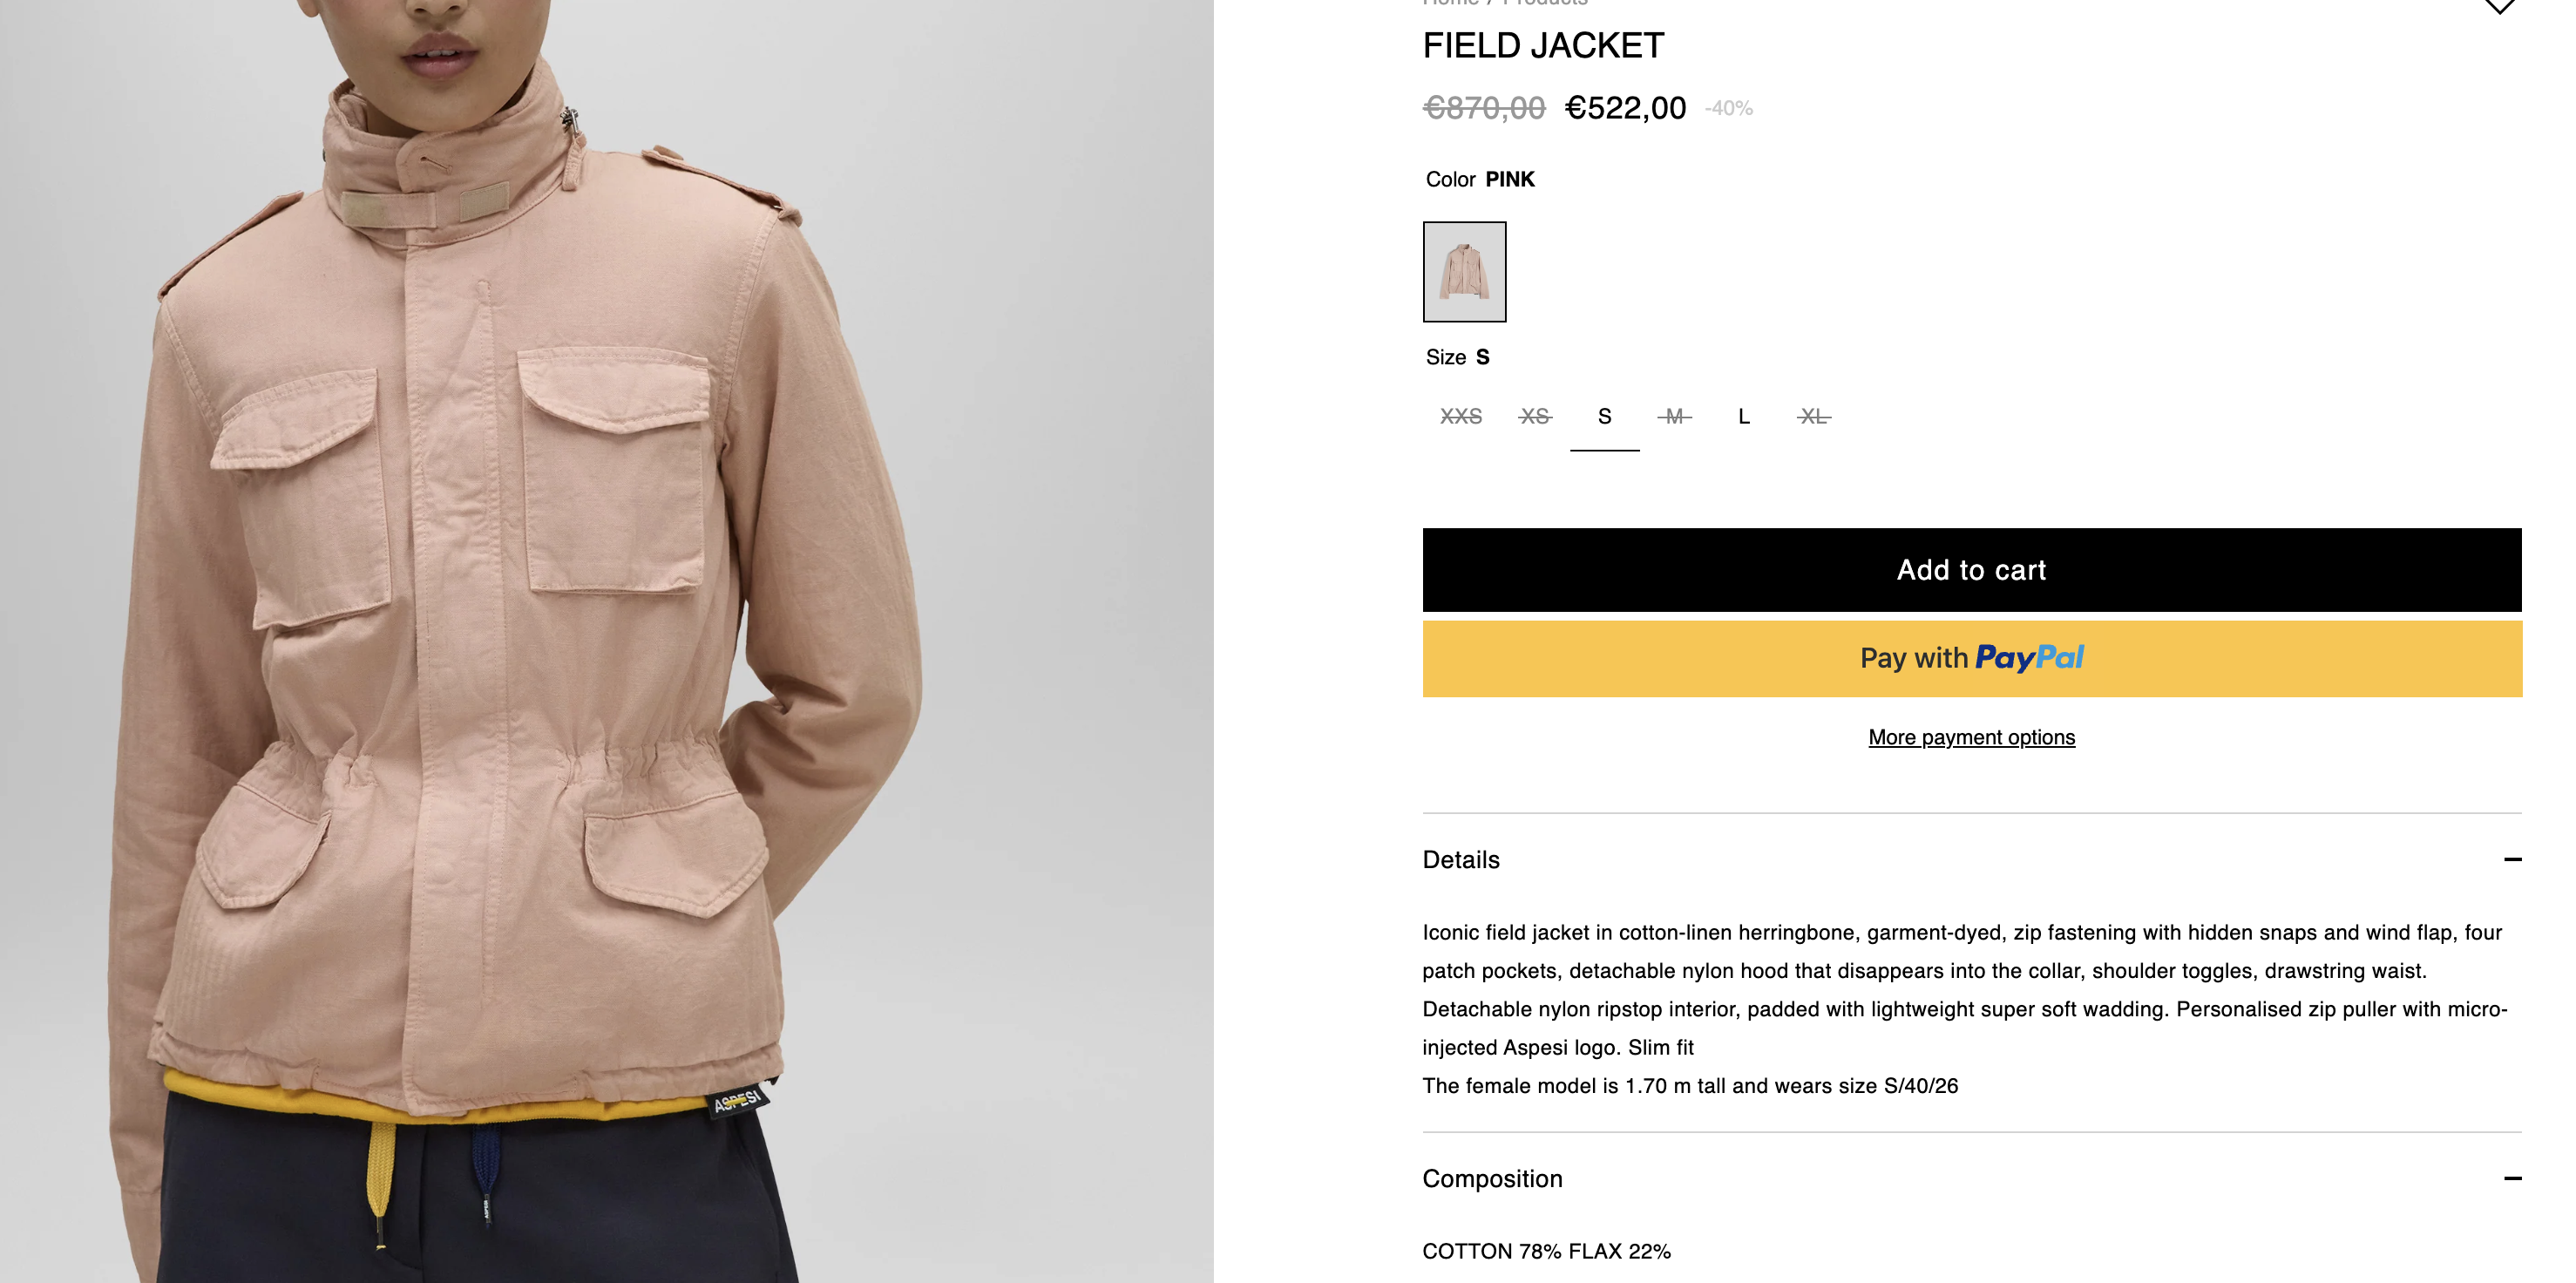 Home / Products
FIELD JACKET
€870,00 €522,00 -40%
Color PINK
Size S
XXS XS S M L XL
Add to cart
Pay with PayPal
More payment options
Details
Iconic field jacket in cotton-linen herringbone, garment-dyed, zip fastening with hidden snaps and wind flap, four
patch pockets, detachable nylon hood that disappears into the collar, shoulder toggles, drawstring waist.
Detachable nylon ripstop interior, padded with lightweight super soft wadding. Personalised zip puller with micro-
injected Aspesi logo. Slim fit
The female model is 1.70 m tall and wears size S/40/26
Composition
COTTON 78% FLAX 22%
ASPESI
ASPESI